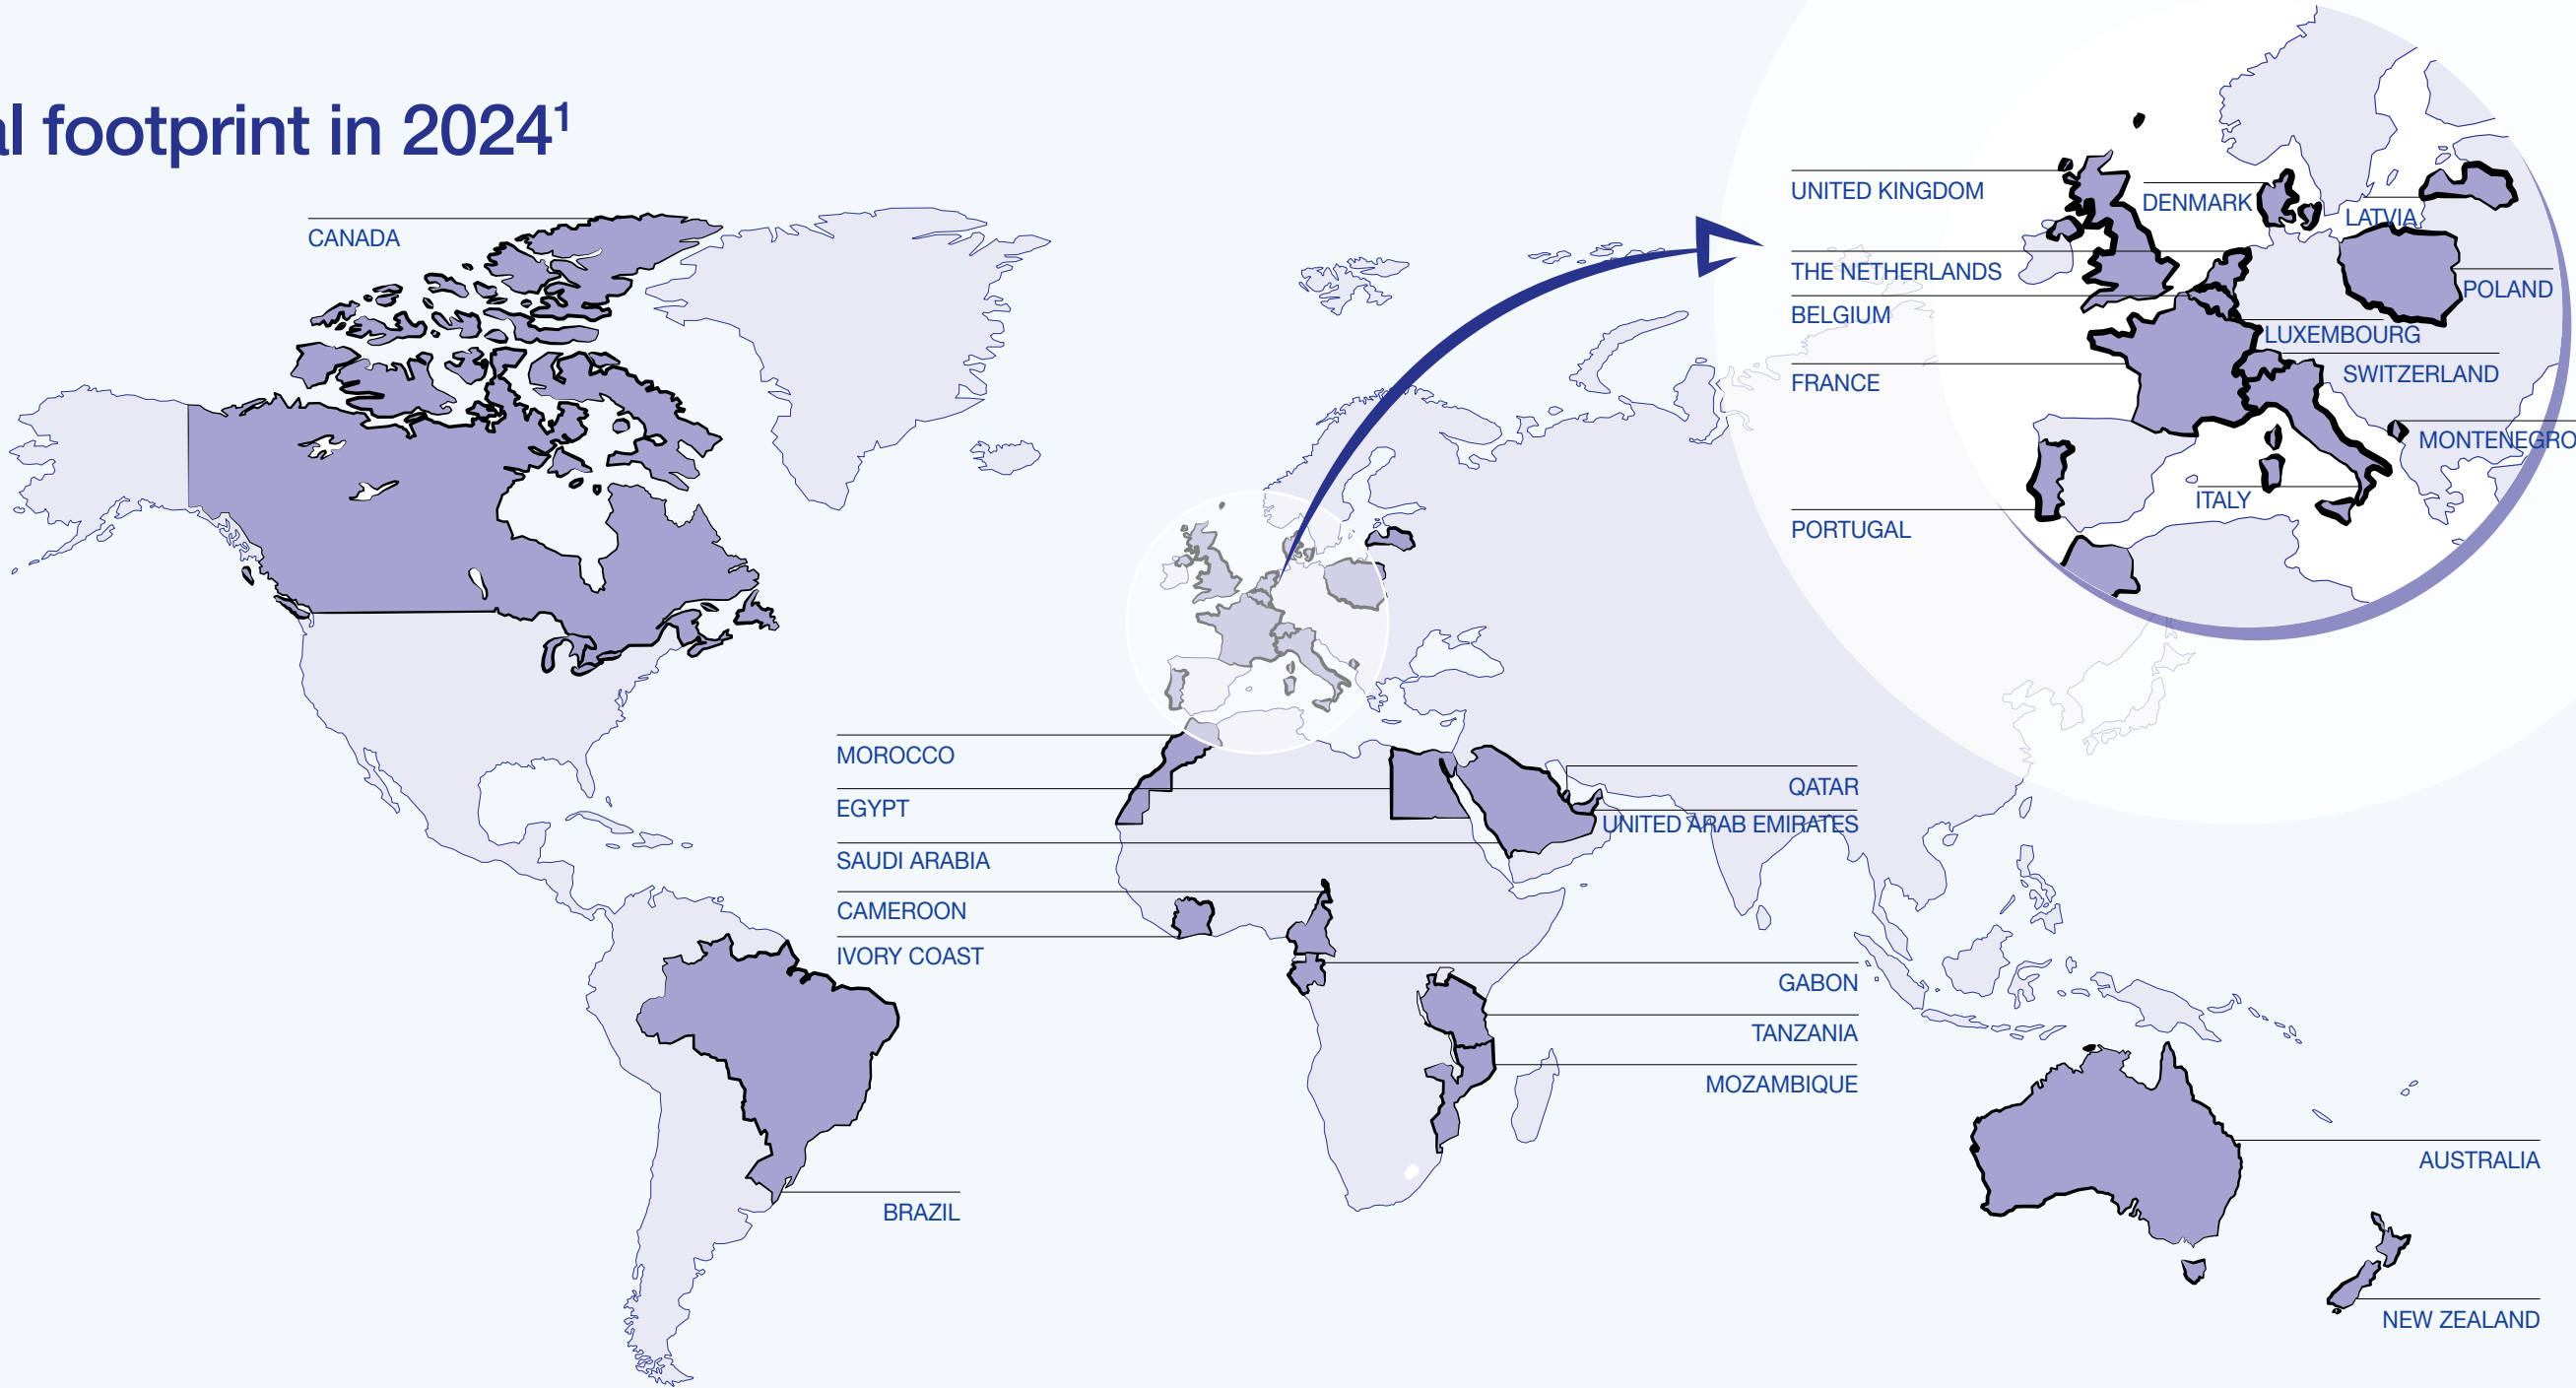 al footprint in 2024¹
CANADA
UNITED KINGDOM
DENMARK
LATVIA
THE NETHERLANDS
POLAND
BELGIUM
LUXEMBOURG
SWITZERLAND
FRANCE
MONTENEGRO
ITALY
PORTUGAL
MOROCCO
QATAR
EGYPT
UNITED ARAB EMIRATES
SAUDI ARABIA
CAMEROON
IVORY COAST
GABON
TANZANIA
MOZAMBIQUE
AUSTRALIA
BRAZIL
NEW ZEALAND